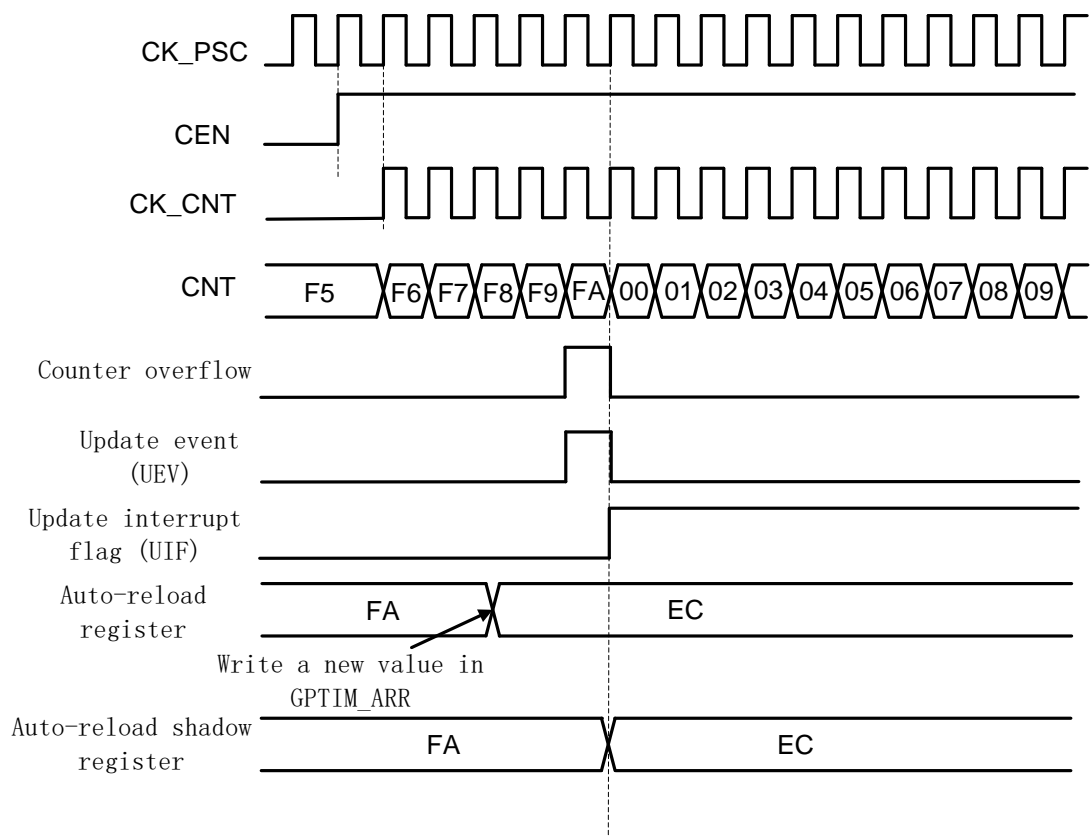 CK_PSC
CEN
CK_CNT
CNT
F5 F6 F7 F8 F9 FA 00 01 02 03 04 05 06 07 08 09
Counter overflow
Update event
(UEV)
Update interrupt
flag (UIF)
Auto-reload
register
FA EC
Write a new value in
GPTIM_ARR
Auto-reload shadow
register
FA EC